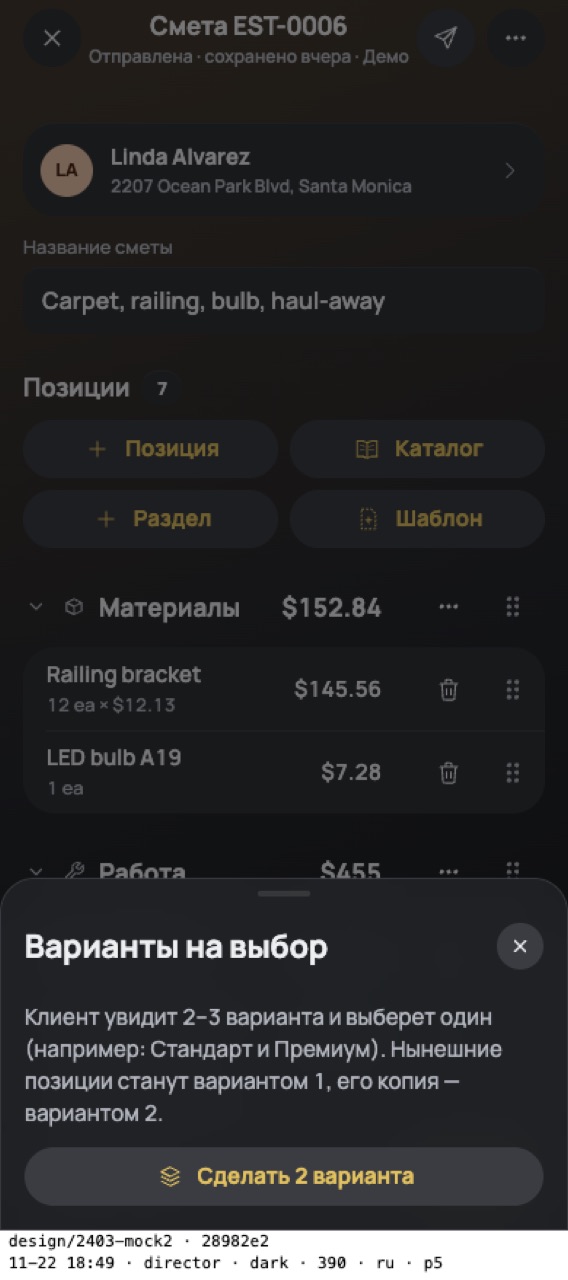 Смета EST-0006
Отправлена · сохранено вчера · Демо
LA
Linda Alvarez
2207 Ocean Park Blvd, Santa Monica
Название сметы
Carpet, railing, bulb, haul-away
Позиции 7
+ Позиция
Каталог
+ Раздел
Шаблон
Материалы $152.84
Railing bracket
12 ea × $12.13
$145.56
LED bulb A19
1 ea
$7.28
Работа $455
Варианты на выбор
Клиент увидит 2–3 варианта и выберет один
(например: Стандарт и Премиум). Нынешние
позиции станут вариантом 1, его копия —
вариантом 2.
Сделать 2 варианта
design/2403-mock2 · 28982e2
11-22 18:49 · director · dark · 390 · ru · p5